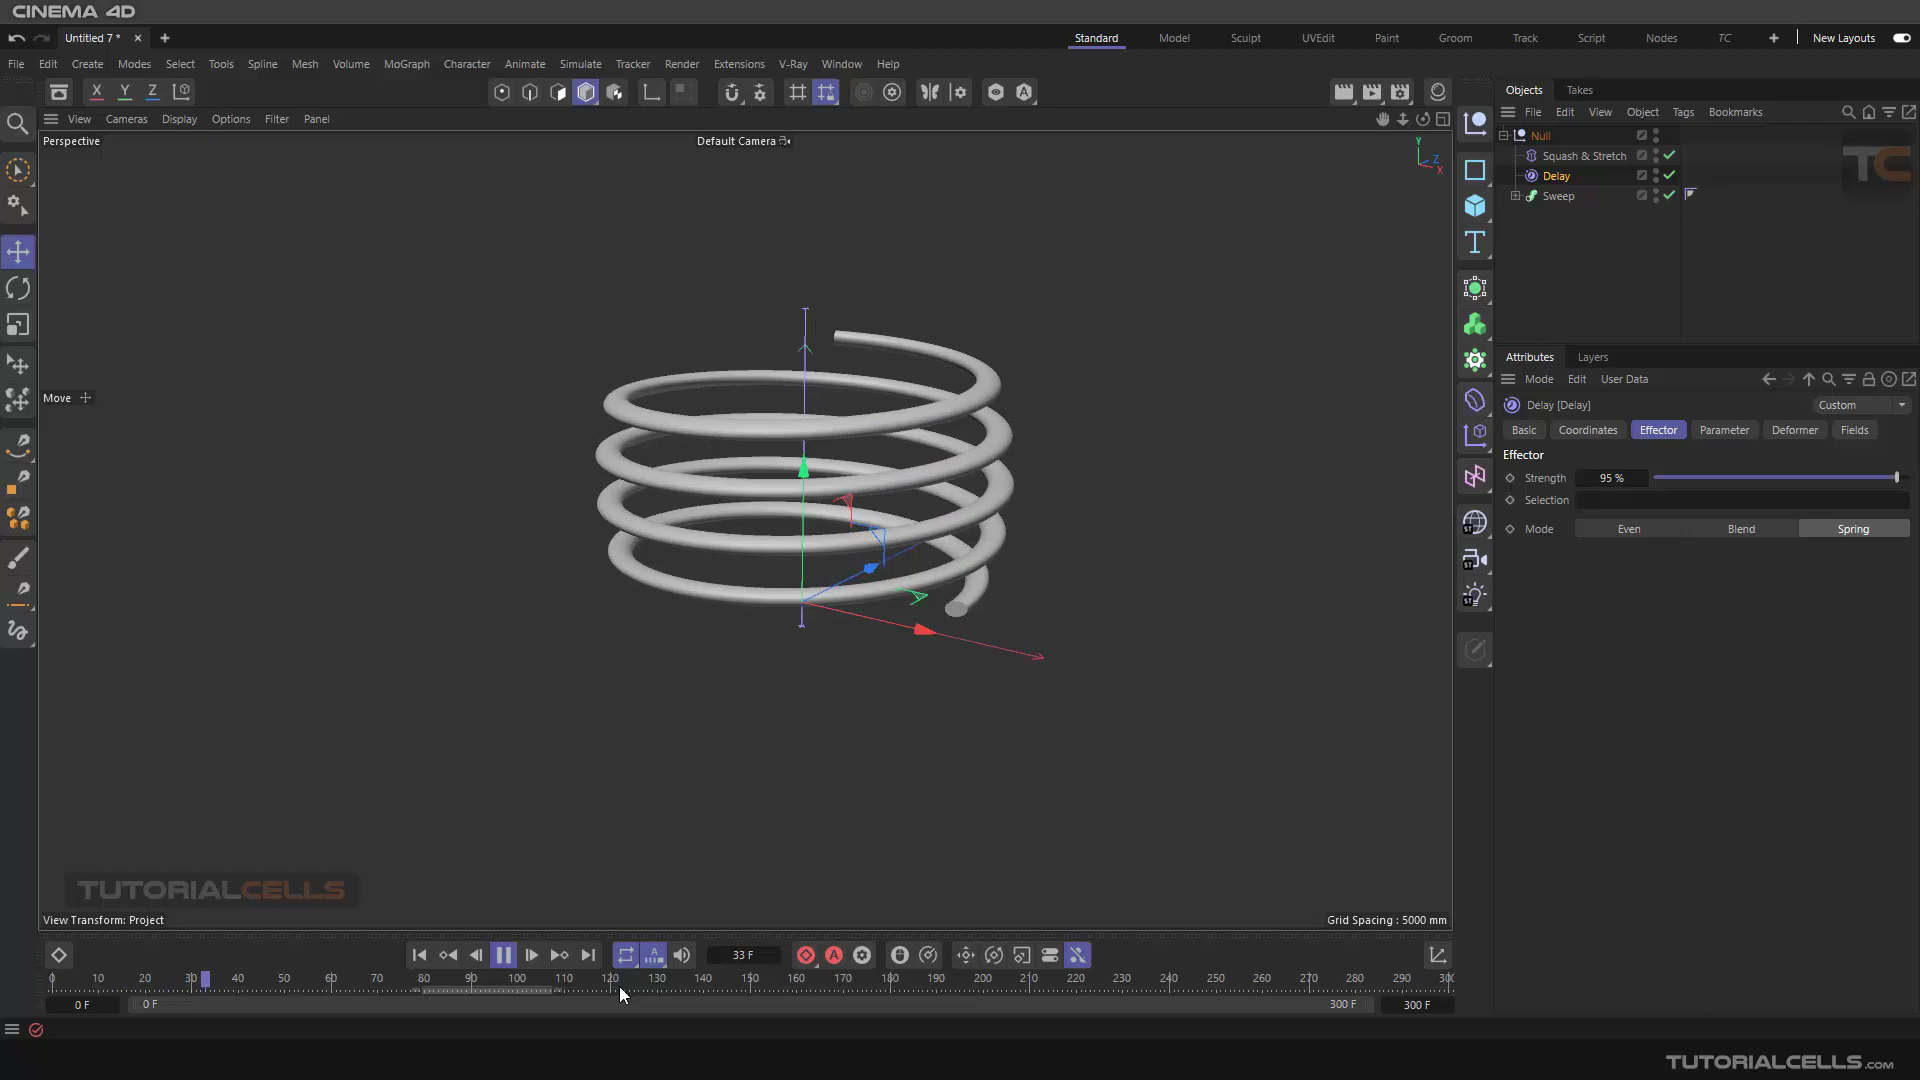 CINEMA 4D
Untitled 7 *
Standard
Model
Sculpt
UVEdit
Paint
Groom
Track
Script
Nodes
TC
New Layouts
File Edit Create Modes Select Tools Spline Mesh Volume MoGraph Character Animate Simulate Tracker Render Extensions V-Ray Window Help
X Y Z
View Cameras Display Options Filter Panel
Perspective
Default Camera
Y
Z
X
Move
TUTORIALCELLS
View Transform: Project
Grid Spacing : 5000 mm
Objects Takes
File Edit View Object Tags Bookmarks
Null
Squash & Stretch
Delay
Sweep
TC
Attributes Layers
Mode Edit User Data
Delay [Delay]
Custom
Basic Coordinates Effector Parameter Deformer Fields
Effector
Strength 95 %
Selection
Mode Even Blend Spring
ST
ST
ST
33 F
0 10 20 30 40 50 60 70 80 90 100 110 120 130 140 150 160 170 180 190 200 210 220 230 240 250 260 270 280 290 300
0 F 0 F 300 F 300 F
TUTORIALCELLS.com